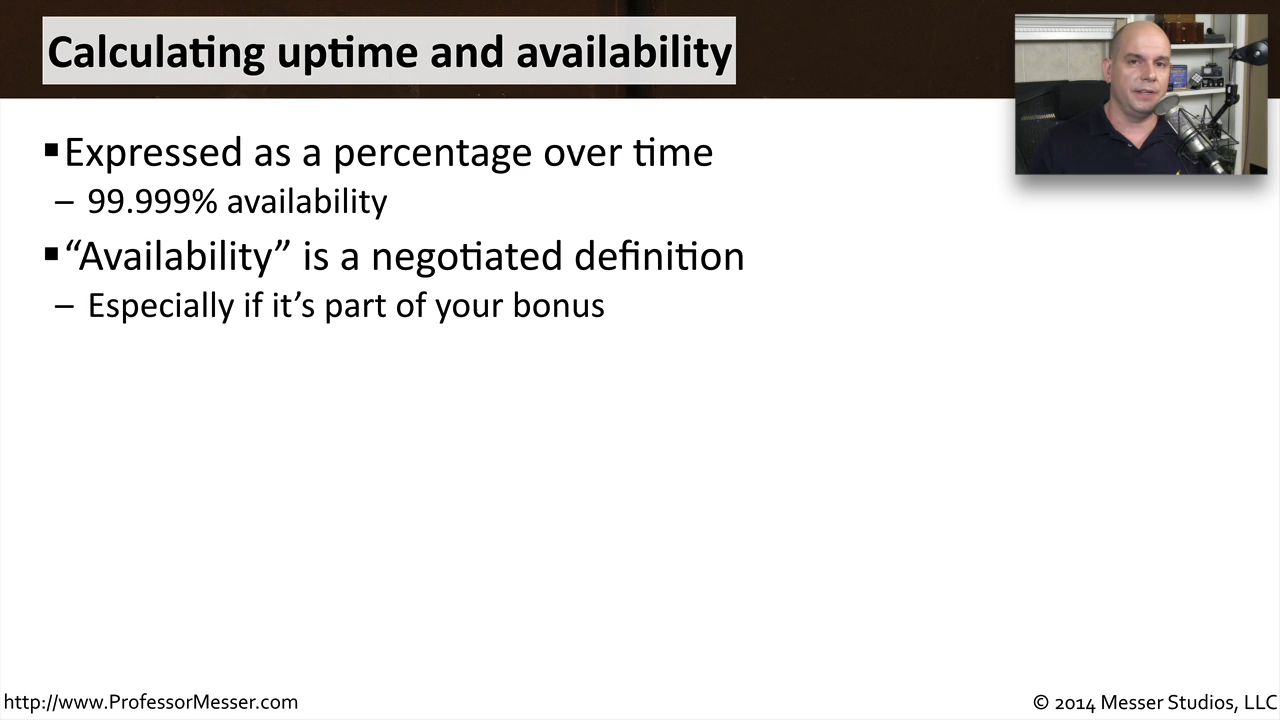 Calculating uptime and availability
▪Expressed as a percentage over time
– 99.999% availability
▪“Availability” is a negotiated definition
– Especially if it’s part of your bonus
http://www.ProfessorMesser.com
© 2014 Messer Studios, LLC